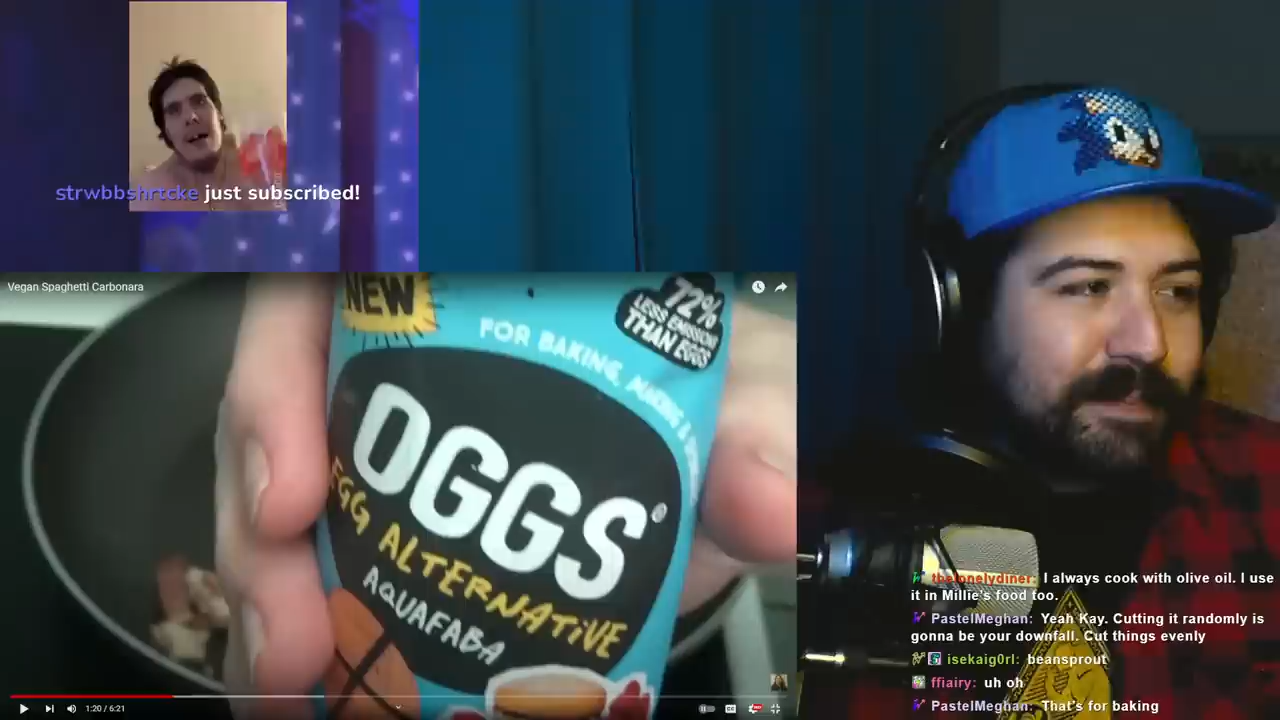 strwbbshrtcke just subscribed!
Vegan Spaghetti Carbonara
NEW
72%
LESS EMISSIONS
THAN EGGS
FOR BAKING,
OGGS®
EGG ALTERNATIVE
AQUAFABA
1:20 / 6:21
thelonelydiner: I always cook with olive oil. I use
it in Millie's food too.
PastelMeghan: Yeah Kay. Cutting it randomly is
gonna be your downfall. Cut things evenly
isekaig0rl: beansprout
ffiairy: uh oh
PastelMeghan: That's for baking